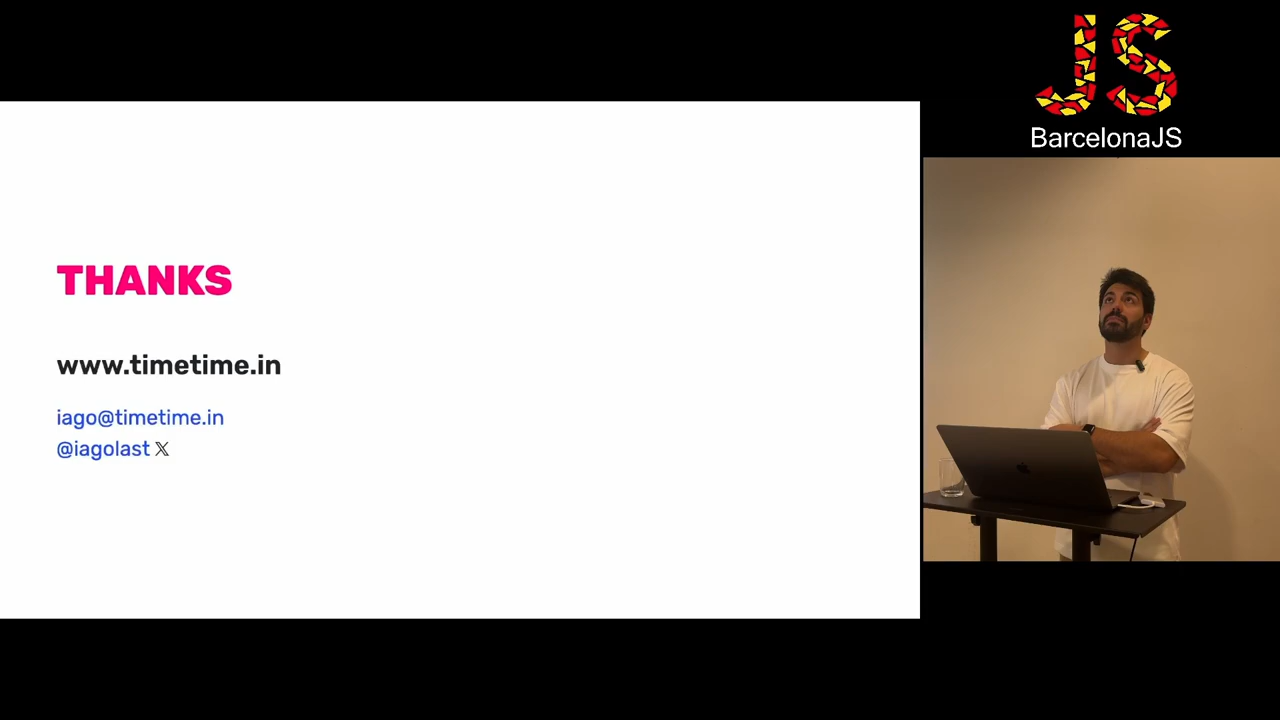 THANKS
www.timetime.in
iago@timetime.in
@iagolast 𝕏
JS
BarcelonaJS